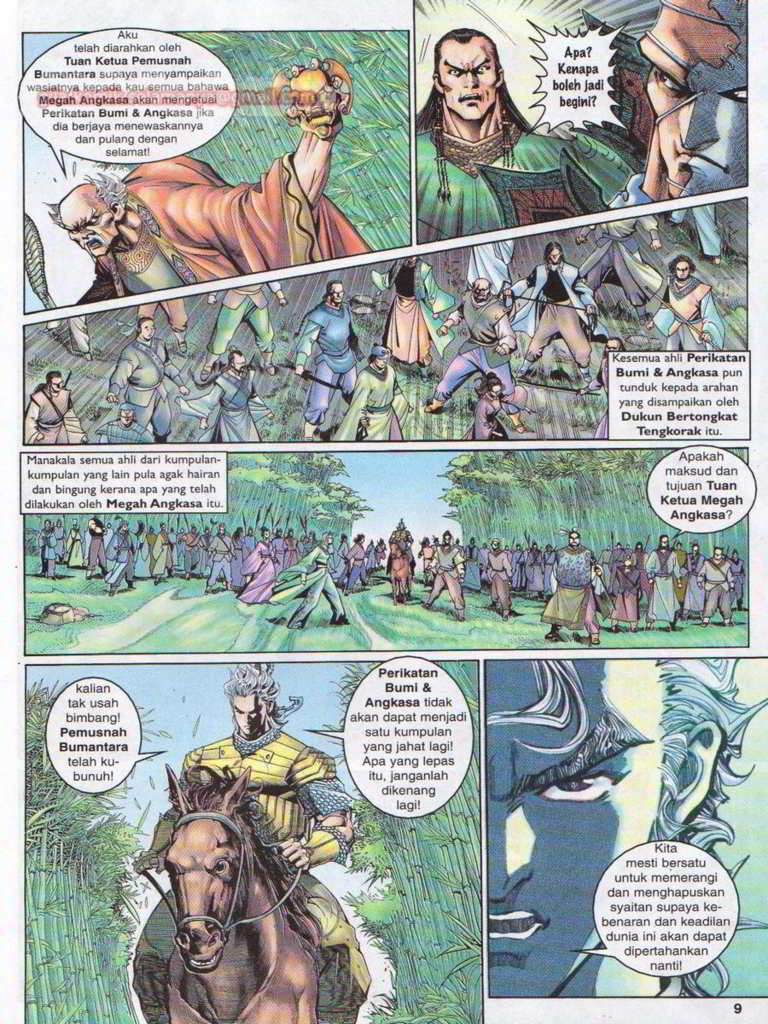 Aku
telah diarahkan oleh
Tuan Ketua Pemusnah
Bumantara supaya menyampaikan
wasiatnya kepada kau semua bahawa
Megah Angkasa akan mengetuai
Perikatan Bumi & Angkasa jika
dia berjaya menewaskannya
dan pulang dengan
selamat!
Apa?
Kenapa
boleh jadi
begini?
Kesemua ahli Perikatan
Bumi & Angkasa pun
tunduk kepada arahan
yang disampaikan oleh
Dukun Bertongkat
Tengkorak itu.
Manakala semua ahli dari kumpulan-
kumpulan yang lain pula agak hairan
dan bingung kerana apa yang telah
dilakukan oleh Megah Angkasa itu.
Apakah
maksud dan
tujuan Tuan
Ketua Megah
Angkasa?
kalian
tak usah
bimbang!
Pemusnah
Bumantara
telah ku-
bunuh!
Perikatan
Bumi &
Angkasa tidak
akan dapat menjadi
satu kumpulan
yang jahat lagi!
Apa yang lepas
itu, janganlah
dikenang
lagi!
Kita
mesti bersatu
untuk memerangi
dan menghapuskan
syaitan supaya ke-
benaran dan keadilan
dunia ini akan dapat
dipertahankan
nanti!
9